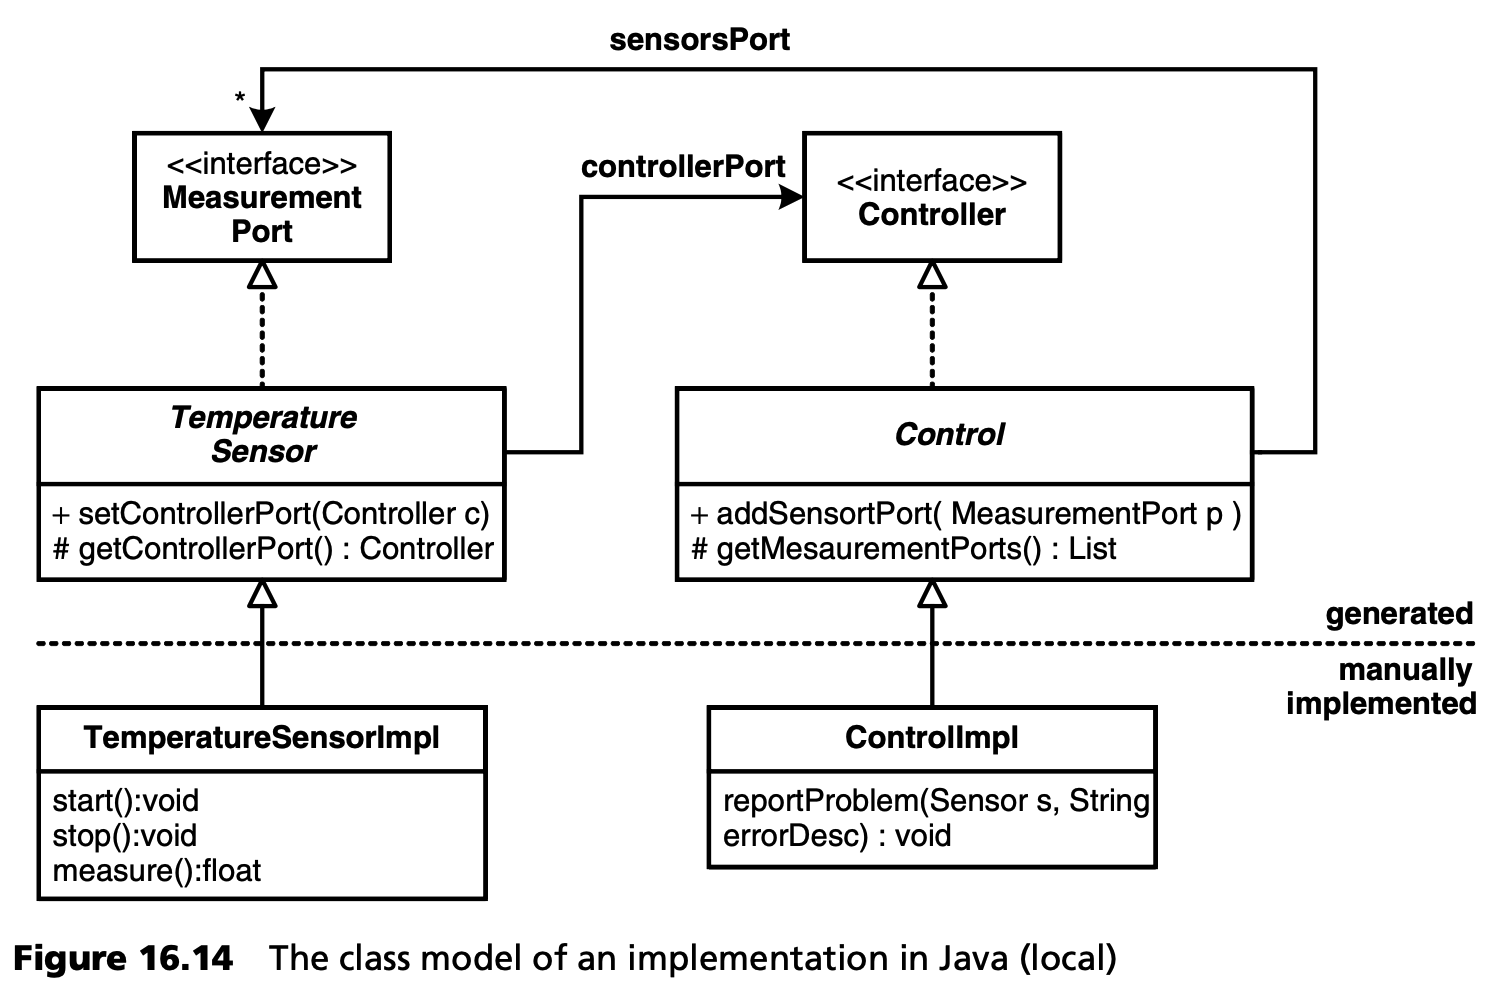 sensorsPort
*
<<interface>>
Measurement
Port
controllerPort
<<interface>>
Controller
Temperature
Sensor
+ setControllerPort(Controller c)
# getControllerPort() : Controller
Control
+ addSensortPort( MeasurementPort p )
# getMesaurementPorts() : List
generated
manually
implemented
TemperatureSensorImpl
start():void
stop():void
measure():float
ControlImpl
reportProblem(Sensor s, String
errorDesc) : void
Figure 16.14 The class model of an implementation in Java (local)